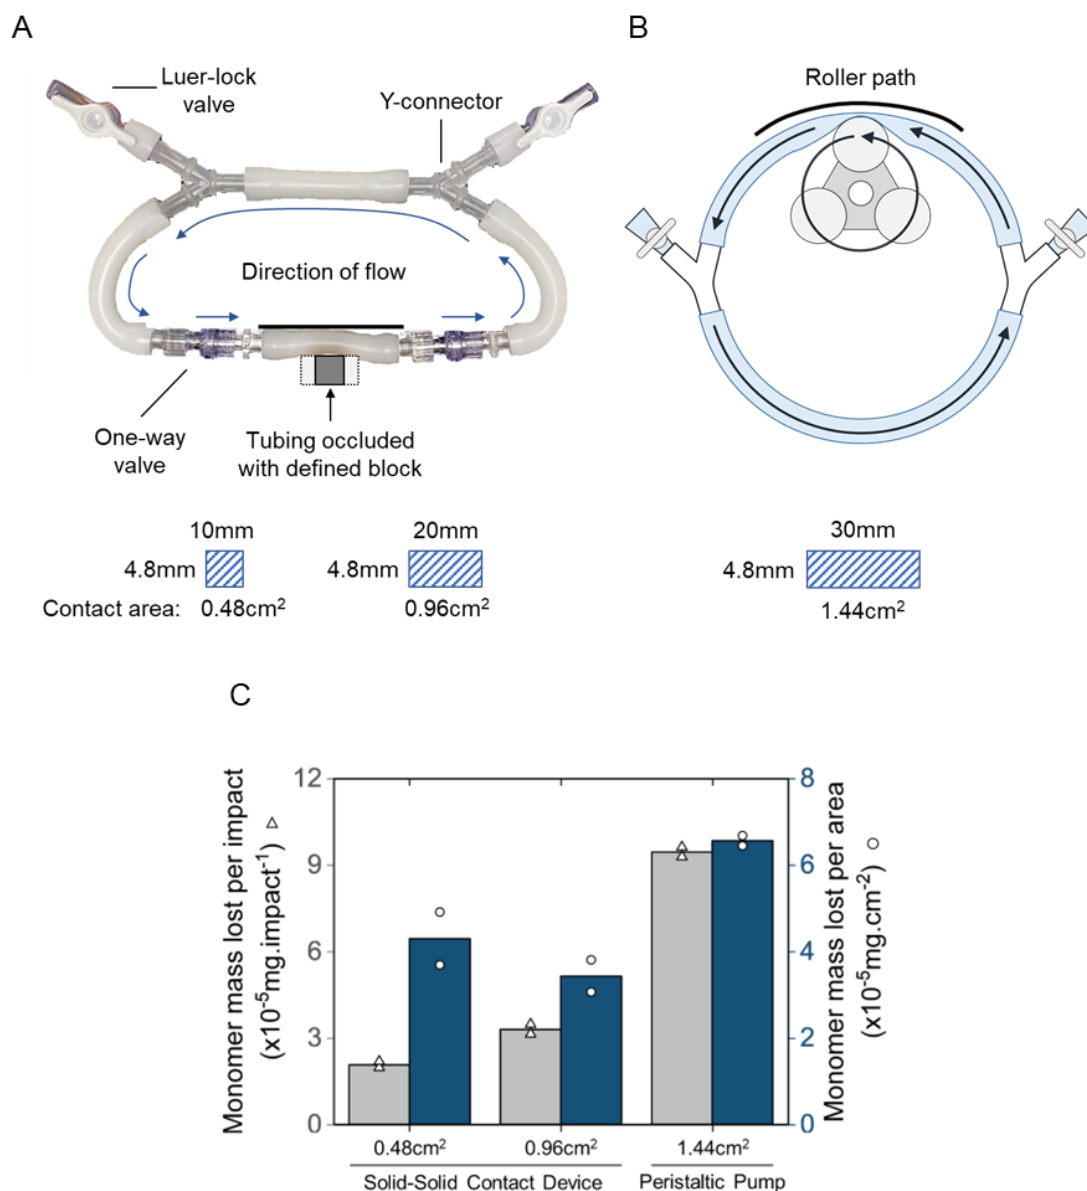 A
B
Luer-lock
valve
Y-connector
Roller path
Direction of flow
One-way
valve
Tubing occluded
with defined block
10mm
20mm
30mm
4.8mm
4.8mm
4.8mm
Contact area: 0.48cm²
0.96cm²
1.44cm²
C
Monomer mass lost per impact
(x10⁻⁵mg.impact⁻¹)
12
9
6
3
0
8
6
4
2
0
Monomer mass lost per area
(x10⁻⁵mg.cm⁻²)
0.48cm²
0.96cm²
1.44cm²
Solid-Solid Contact Device
Peristaltic Pump